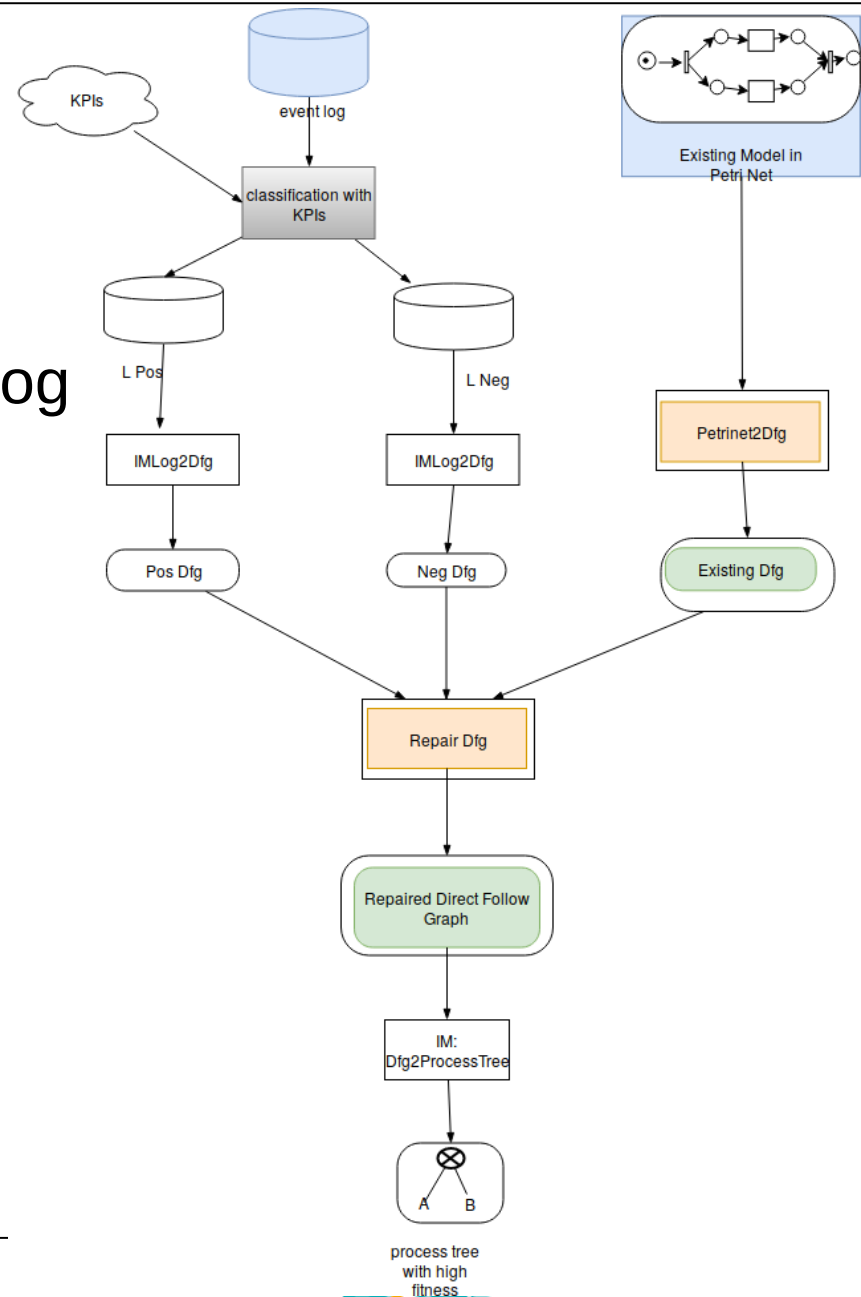 KPIs
event log
Existing Model in
Petri Net
classification with
KPIs
L Pos
L Neg
og
Petrinet2Dfg
IMLog2Dfg
IMLog2Dfg
Pos Dfg
Neg Dfg
Existing Dfg
Repair Dfg
Repaired Direct Follow
Graph
IM:
Dfg2ProcessTree
A B
process tree
with high
fitness